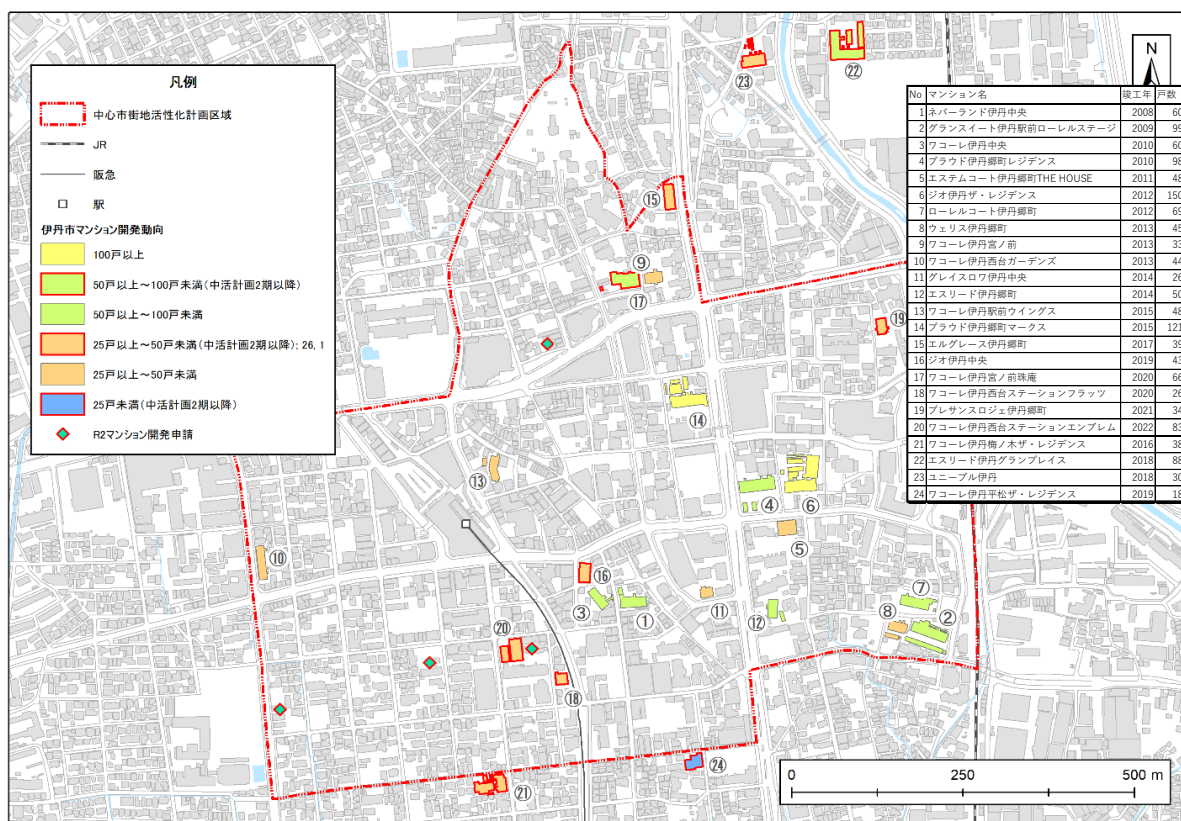 凡例
中心市街地活性化計画区域
JR
阪急
駅
伊丹市マンション開発動向
100戸以上
50戸以上～100戸未満(中活計画2期以降)
50戸以上～100戸未満
25戸以上～50戸未満(中活計画2期以降); 26, 1
25戸以上～50戸未満
25戸未満(中活計画2期以降)
R2マンション開発申請
N
No マンション名 竣工年 戸数
1 ネバーランド伊丹中央 2008 60
2 グランスイート伊丹駅前ローレルステージ 2009 99
3 ワコーレ伊丹中央 2010 60
4 プラウド伊丹郷町レジデンス 2010 98
5 エステムコート伊丹郷町THE HOUSE 2011 48
6 ジオ伊丹ザ・レジデンス 2012 150
7 ローレルコート伊丹郷町 2012 69
8 ウェリス伊丹郷町 2013 45
9 ワコーレ伊丹宮ノ前 2013 33
10 ワコーレ伊丹西台ガーデンズ 2013 44
11 グレイスロワ伊丹中央 2014 26
12 エスリード伊丹郷町 2014 50
13 ワコーレ伊丹駅前ウイングス 2015 48
14 プラウド伊丹郷町マークス 2015 121
15 エルグレース伊丹郷町 2017 39
16 ジオ伊丹中央 2019 43
17 ワコーレ伊丹宮ノ前珠庵 2020 66
18 ワコーレ伊丹西台ステーションフラッツ 2020 26
19 プレサンスロジェ伊丹郷町 2021 34
20 ワコーレ伊丹西台ステーションエンブレム 2022 83
21 ワコーレ伊丹梅ノ木ザ・レジデンス 2016 38
22 エスリード伊丹グランプレイス 2018 88
23 ユニーブル伊丹 2018 30
24 ワコーレ伊丹平松ザ・レジデンス 2019 18
㉓
㉒
⑮
⑨
⑰
⑲
⑭
⑬
④
⑥
⑤
⑩
⑯
③
①
⑪
⑫
⑦
⑧
②
⑳
⑱
㉔
㉑
0 250 500 m